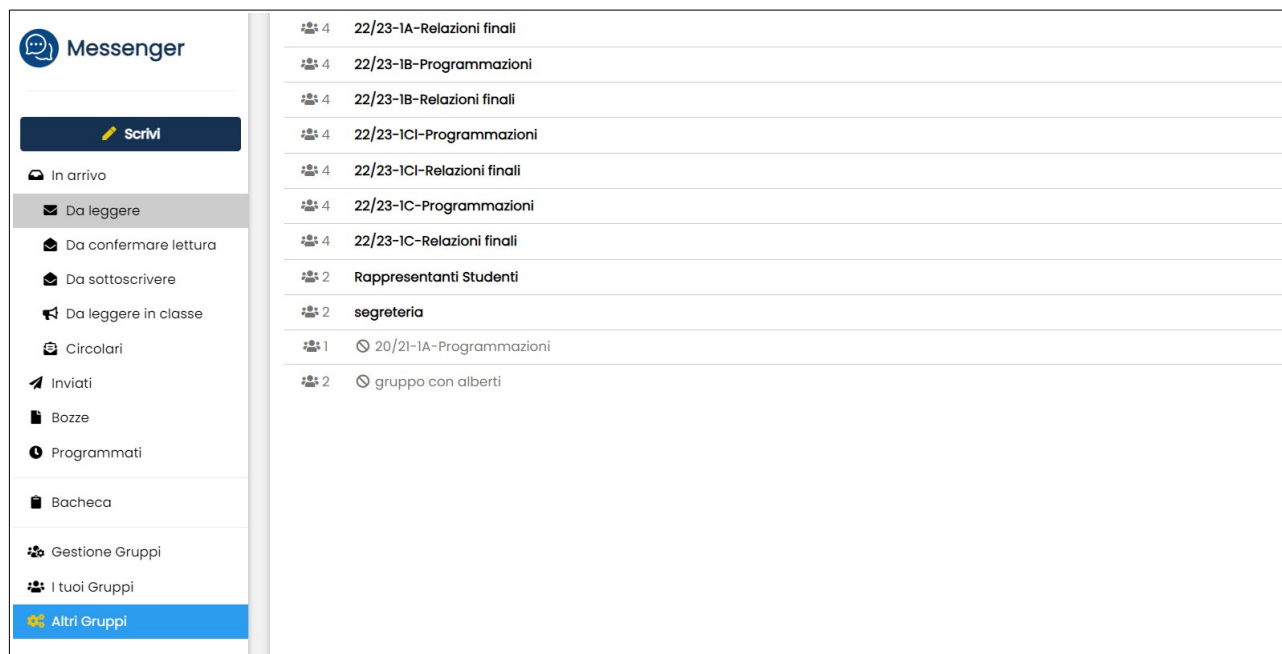 Messenger
Scrivi
In arrivo
Da leggere
Da confermare lettura
Da sottoscrivere
Da leggere in classe
Circolari
Inviati
Bozze
Programmati
Bacheca
Gestione Gruppi
I tuoi Gruppi
Altri Gruppi
4 22/23-1A-Relazioni finali
4 22/23-1B-Programmazioni
4 22/23-1B-Relazioni finali
4 22/23-1Cl-Programmazioni
4 22/23-1Cl-Relazioni finali
4 22/23-1C-Programmazioni
4 22/23-1C-Relazioni finali
2 Rappresentanti Studenti
2 segreteria
1 20/21-1A-Programmazioni
2 gruppo con alberti